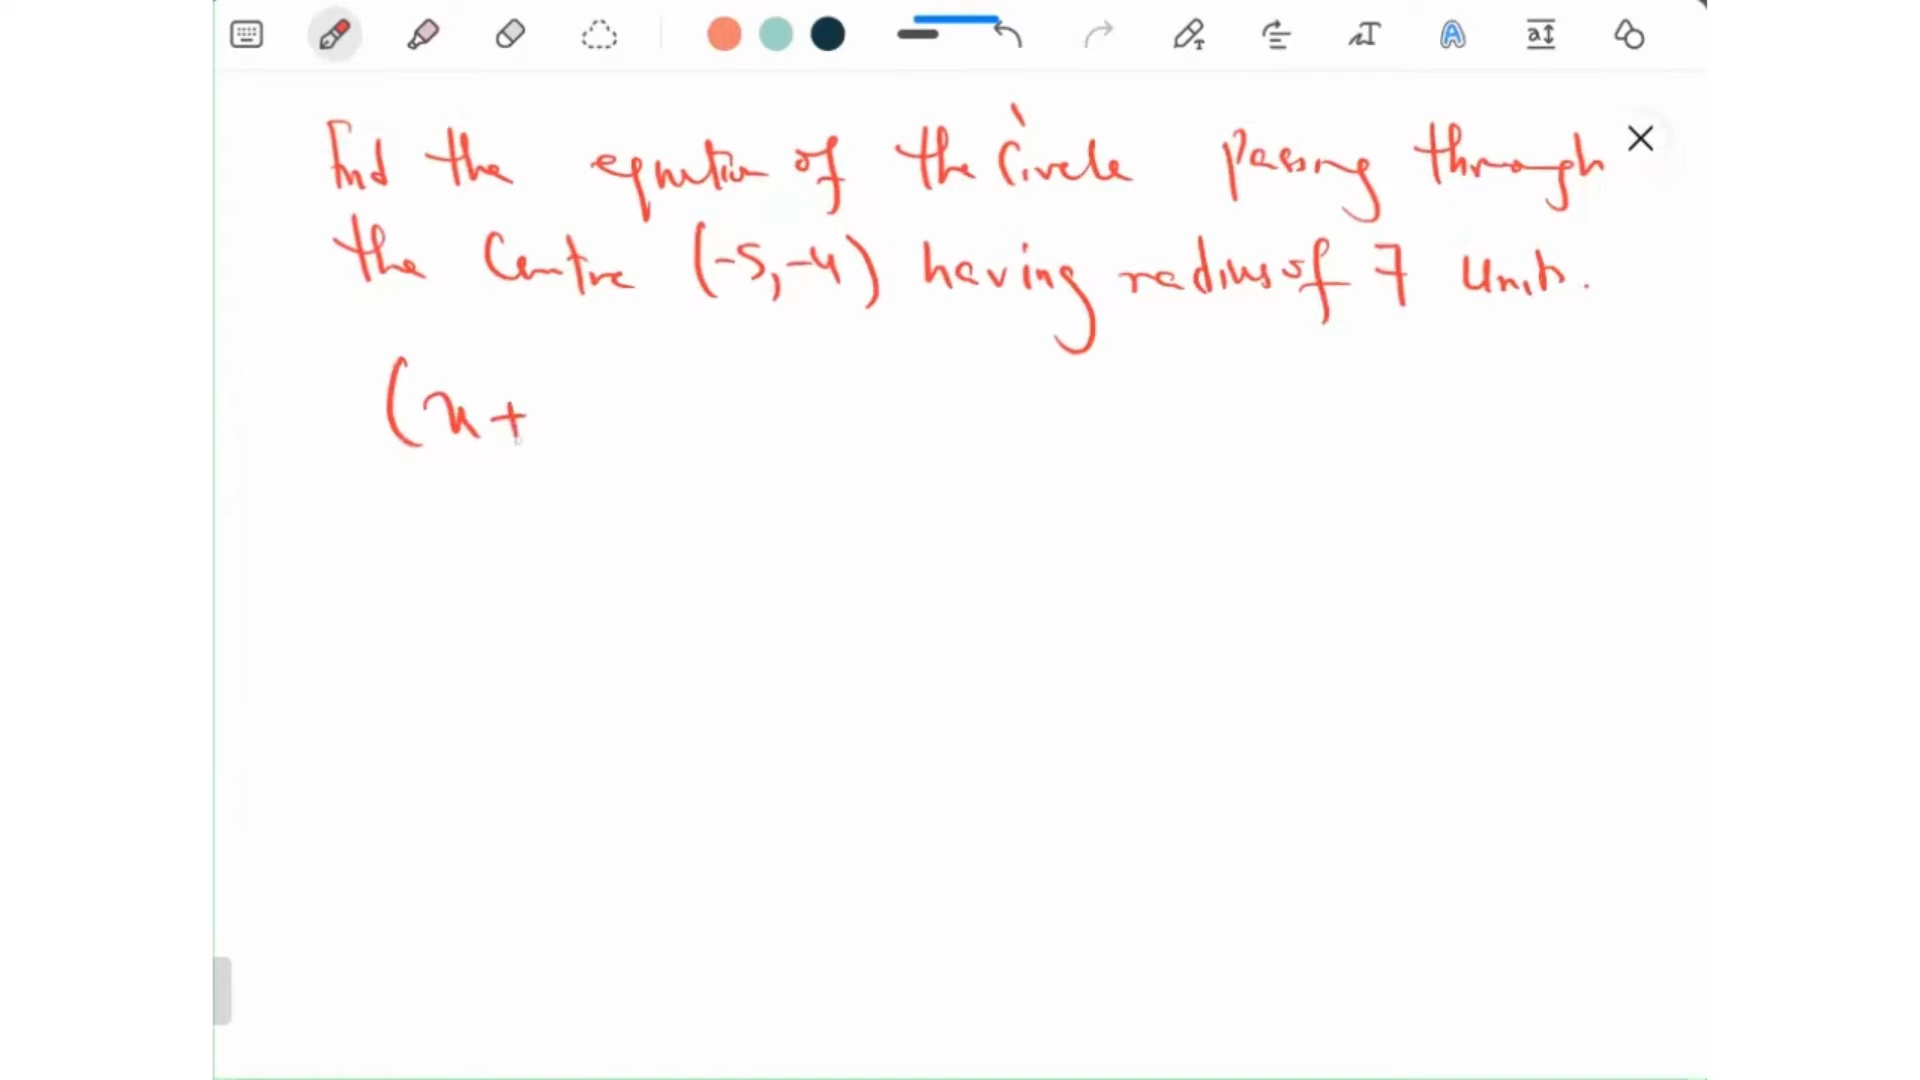 Find the equation of the Circle passing through
the Centre (-5,-4) having radius of 7 Units.
(x+